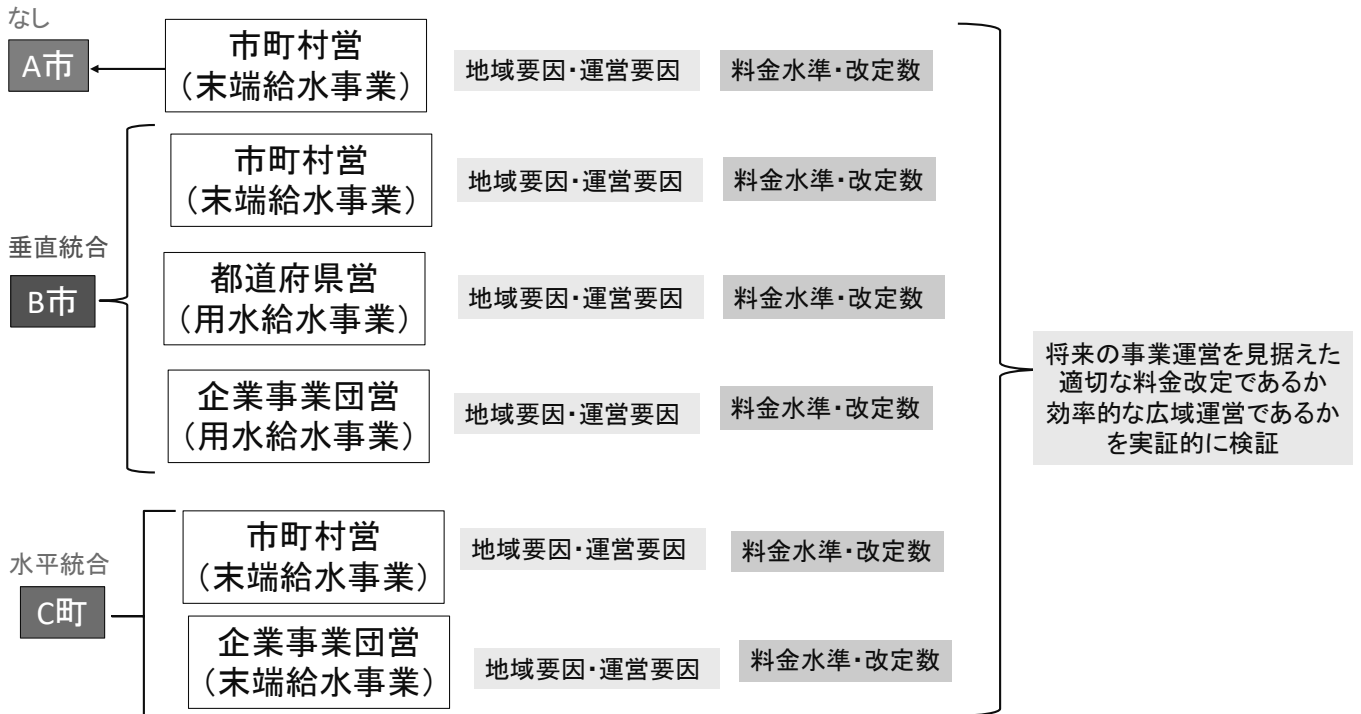 なし
A市
市町村営
（末端給水事業）
地域要因・運営要因
料金水準・改定数
垂直統合
B市
市町村営
（末端給水事業）
地域要因・運営要因
料金水準・改定数
都道府県営
（用水給水事業）
地域要因・運営要因
料金水準・改定数
企業事業団営
（用水給水事業）
地域要因・運営要因
料金水準・改定数
水平統合
C町
市町村営
（末端給水事業）
地域要因・運営要因
料金水準・改定数
企業事業団営
（末端給水事業）
地域要因・運営要因
料金水準・改定数
将来の事業運営を見据えた
適切な料金改定であるか
効率的な広域運営であるか
を実証的に検証